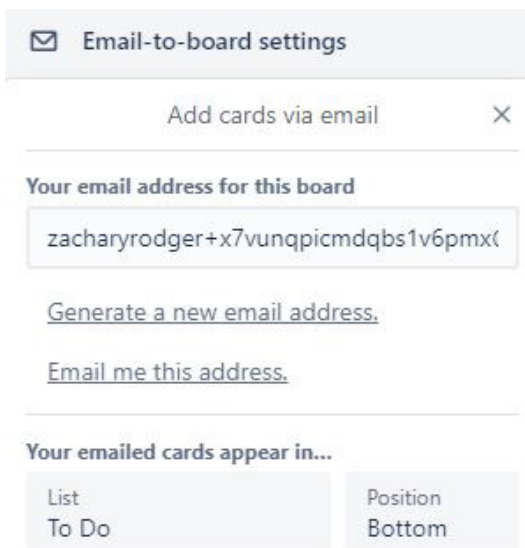 Email-to-board settings
Add cards via email
Your email address for this board
zacharyrodger+x7vunqpicmdqbs1v6pmx
Generate a new email address.
Email me this address.
Your emailed cards appear in...
List Position
To Do Bottom